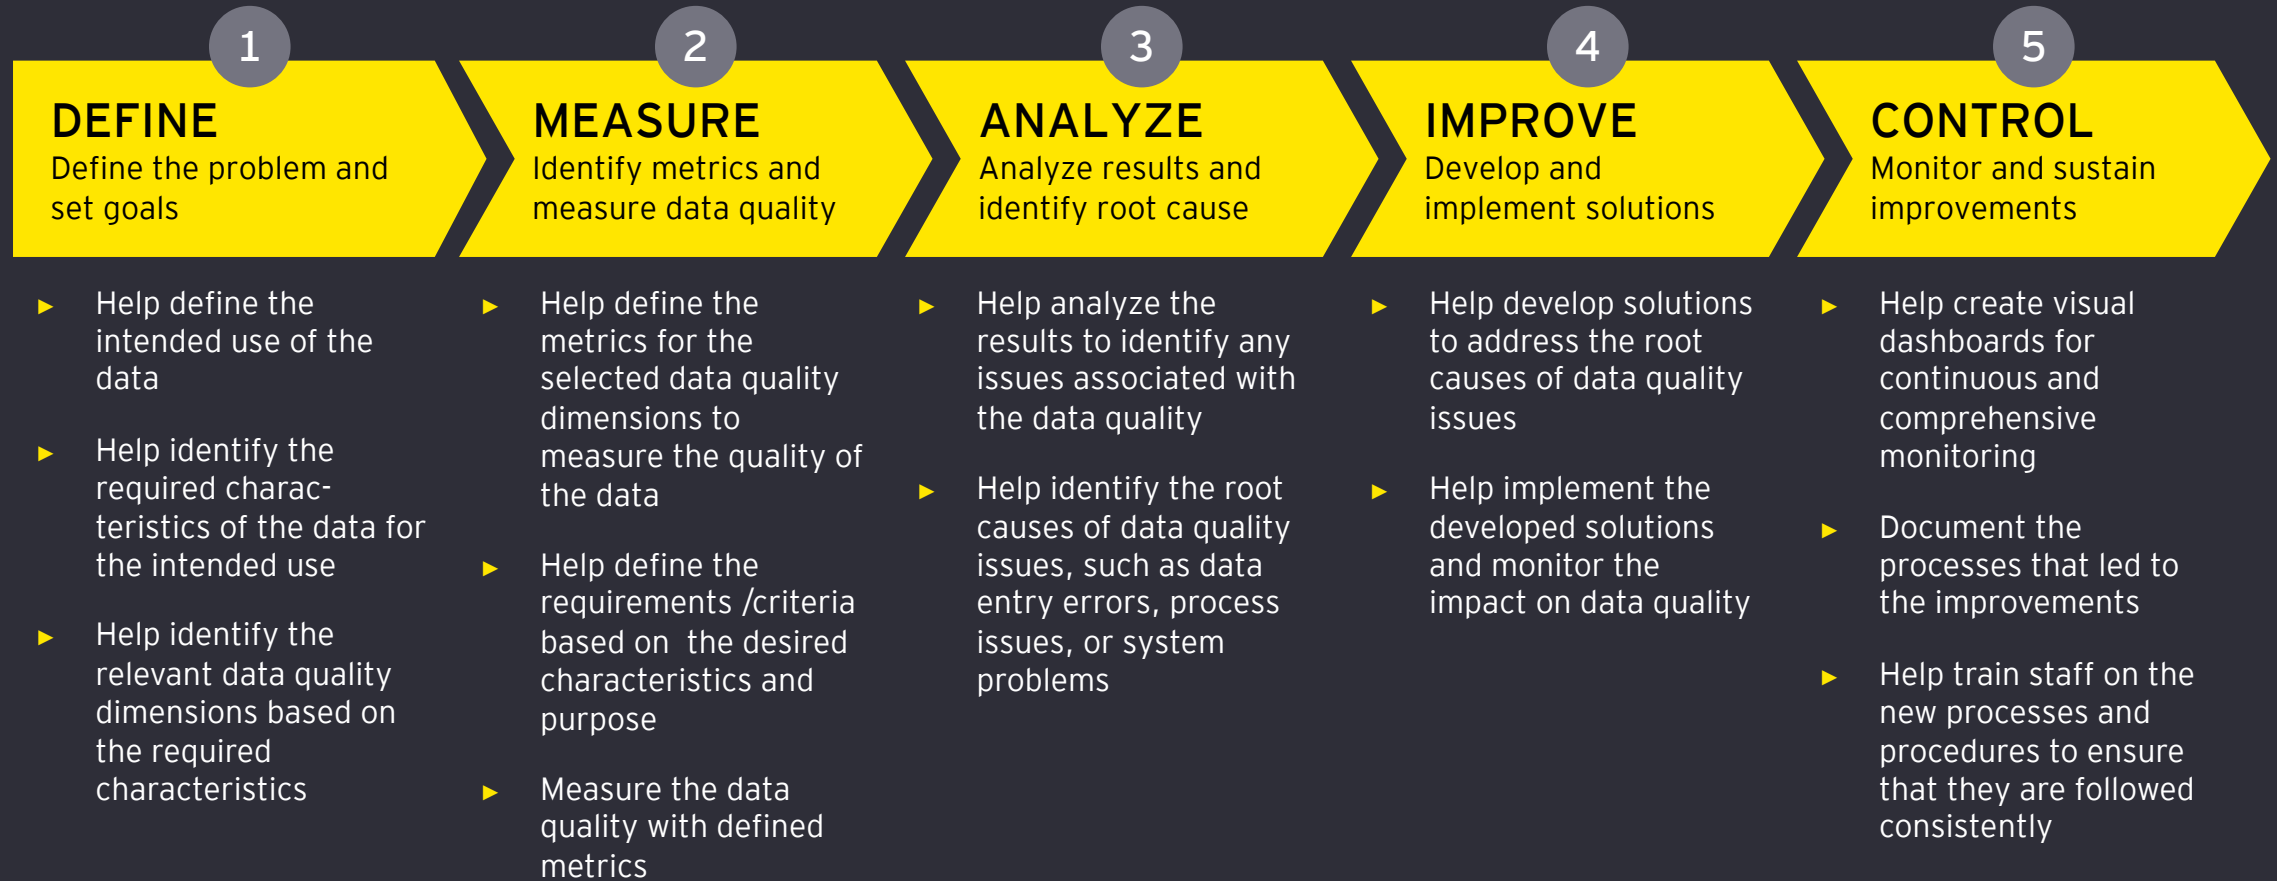 1
DEFINE
Define the problem and
set goals
► Help define the
intended use of the
data
► Help identify the
required charac-
teristics of the data for
the intended use
► Help identify the
relevant data quality
dimensions based on
the required
characteristics
2
MEASURE
Identify metrics and
measure data quality
► Help define the
metrics for the
selected data quality
dimensions to
measure the quality of
the data
► Help define the
requirements /criteria
based on  the desired
characteristics and
purpose
► Measure the data
quality with defined
metrics
3
ANALYZE
Analyze results and
identify root cause
► Help analyze the
results to identify any
issues associated with
the data quality
► Help identify the root
causes of data quality
issues, such as data
entry errors, process
issues, or system
problems
4
IMPROVE
Develop and
implement solutions
► Help develop solutions
to address the root
causes of data quality
issues
► Help implement the
developed solutions
and monitor the
impact on data quality
5
CONTROL
Monitor and sustain
improvements
► Help create visual
dashboards for
continuous and
comprehensive
monitoring
► Document the
processes that led to
the improvements
► Help train staff on the
new processes and
procedures to ensure
that they are followed
consistently